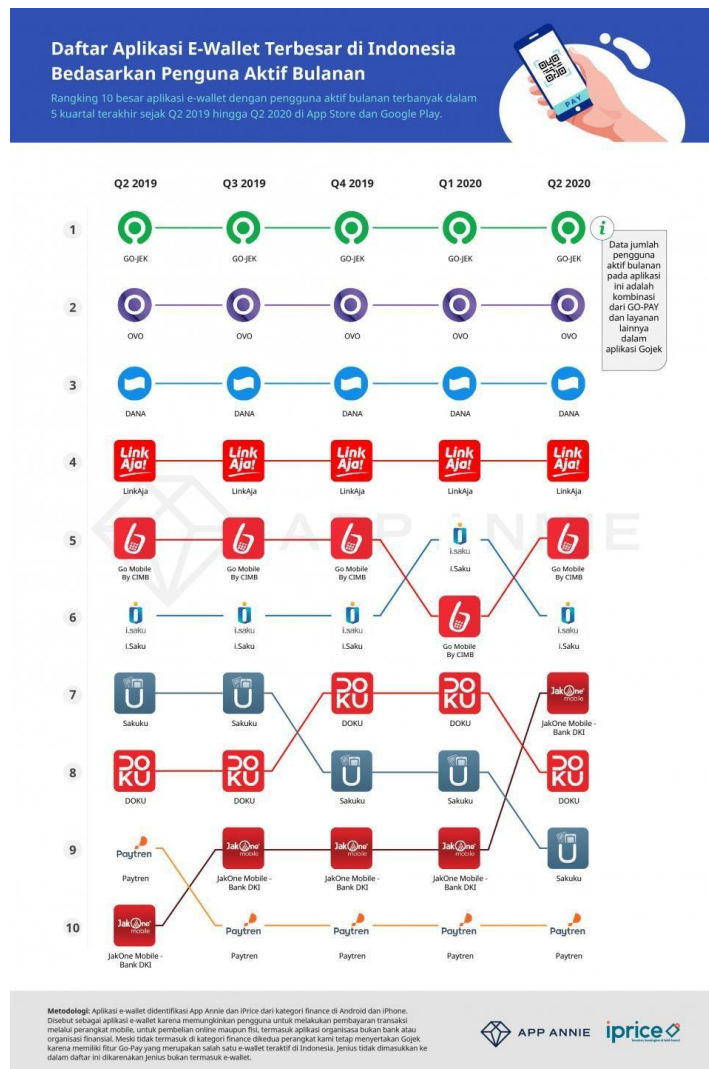 Daftar Aplikasi E-Wallet Terbesar di Indonesia
Bedasarkan Penguna Aktif Bulanan
Rangking 10 besar aplikasi e-wallet dengan pengguna aktif bulanan terbanyak dalam
5 kuartal terakhir sejak Q2 2019 hingga Q2 2020 di App Store dan Google Play.
PAY
Q2 2019 Q3 2019 Q4 2019 Q1 2020 Q2 2020
1
GO-JEK GO-JEK GO-JEK GO-JEK GO-JEK
i
Data jumlah
pengguna
aktif bulanan
pada aplikasi
ini adalah
kombinasi
dari GO-PAY
dan layanan
lainnya
dalam
aplikasi Gojek
2
OVO OVO OVO OVO OVO
3
DANA DANA DANA DANA DANA
4
Link Link Link Link Link
Aja! Aja! Aja! Aja! Aja!
LinkAja LinkAja LinkAja LinkAja LinkAja
APP ANNIE
5
i.saku
Go Mobile Go Mobile Go Mobile i.Saku Go Mobile
By CIMB By CIMB By CIMB By CIMB
6
i.saku i.saku i.saku i.saku
i.Saku i.Saku i.Saku Go Mobile i.Saku
By CIMB
7
U U DOKU DOKU JakOne mobile
Sakuku Sakuku DOKU DOKU JakOne Mobile -
Bank DKI
8
DOKU DOKU U U DOKU
DOKU DOKU Sakuku Sakuku DOKU
9
Paytren JakOne mobile JakOne mobile JakOne mobile U
Paytren JakOne Mobile - JakOne Mobile - JakOne Mobile - Sakuku
Bank DKI Bank DKI Bank DKI
10
JakOne mobile Paytren Paytren Paytren Paytren
JakOne Mobile - Paytren Paytren Paytren Paytren
Bank DKI
Metodologi: Aplikasi e-wallet didentifikasi App Annie dan iPrice dari kategori finance di Android dan iPhone.
Disebut sebagai aplikasi e-wallet karena memungkinkan pengguna untuk melakukan pembayaran transaksi
melalui perangkat mobile, untuk pembelian online maupun fisi, termasuk aplikasi organisasa bukan bank atau
organisasi finansial. Meski tidak termasuk di kategori finance dikedua perangkat kami tetap menyertakan Gojek
karena memiliki fitur Go-Pay yang merupakan salah satu e-wallet teraktif di Indonesia. Jenius tidak dimasukkan ke
dalam daftar ini dikarenakan Jenius bukan termasuk e-wallet.
APP ANNIE
iprice